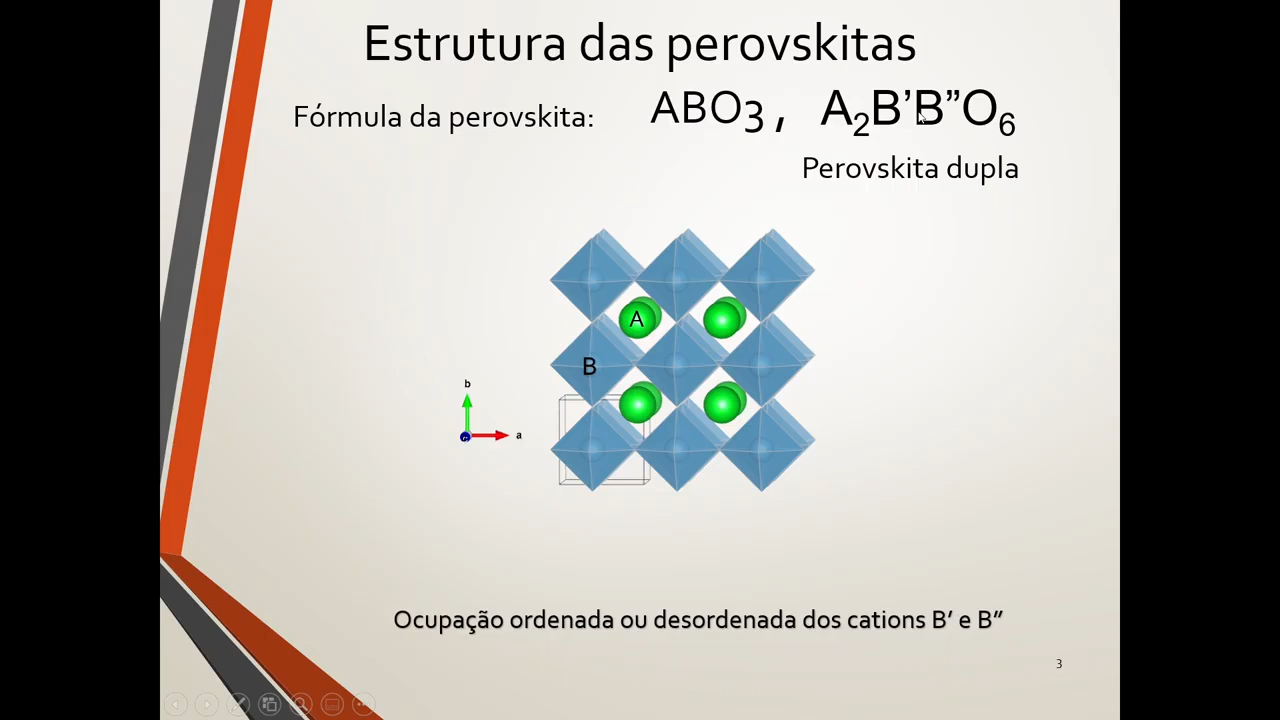 Estrutura das perovskitas
Fórmula da perovskita: ABO₃ , A₂B’B”O₆
Perovskita dupla
A
B
b
a
Ocupação ordenada ou desordenada dos cations B’ e B”
3